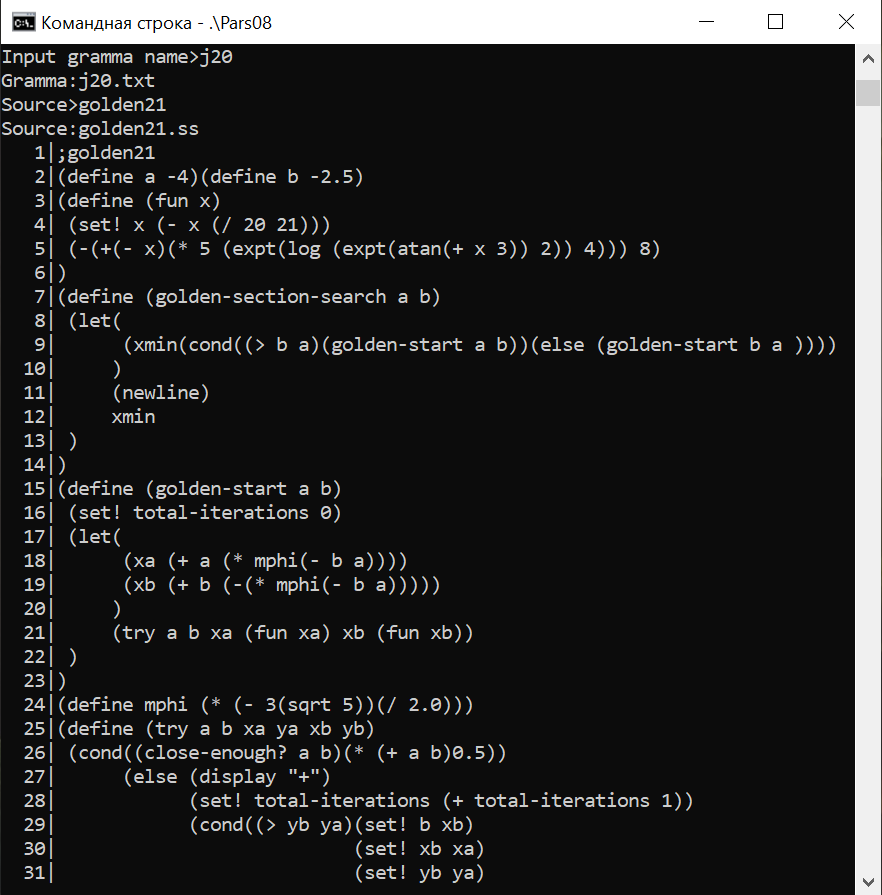 Командная строка - .\Pars08
Input gramma name>j20
Gramma:j20.txt
Source>golden21
Source:golden21.ss
   1|;golden21
   2|(define a -4)(define b -2.5)
   3|(define (fun x)
   4| (set! x (- x (/ 20 21)))
   5| (-(+(- x)(* 5 (expt(log (expt(atan(+ x 3)) 2)) 4))) 8)
   6|)
   7|(define (golden-section-search a b)
   8| (let(
   9|      (xmin(cond((> b a)(golden-start a b))(else (golden-start b a ))))
  10|     )
  11|     (newline)
  12|     xmin
  13| )
  14|)
  15|(define (golden-start a b)
  16| (set! total-iterations 0)
  17| (let(
  18|      (xa (+ a (* mphi(- b a))))
  19|      (xb (+ b (-(* mphi(- b a)))))
  20|     )
  21|     (try a b xa (fun xa) xb (fun xb))
  22| )
  23|)
  24|(define mphi (* (- 3(sqrt 5))(/ 2.0)))
  25|(define (try a b xa ya xb yb)
  26| (cond((close-enough? a b)(* (+ a b)0.5))
  27|      (else (display "+")
  28|            (set! total-iterations (+ total-iterations 1))
  29|            (cond((> yb ya)(set! b xb)
  30|                           (set! xb xa)
  31|                           (set! yb ya)